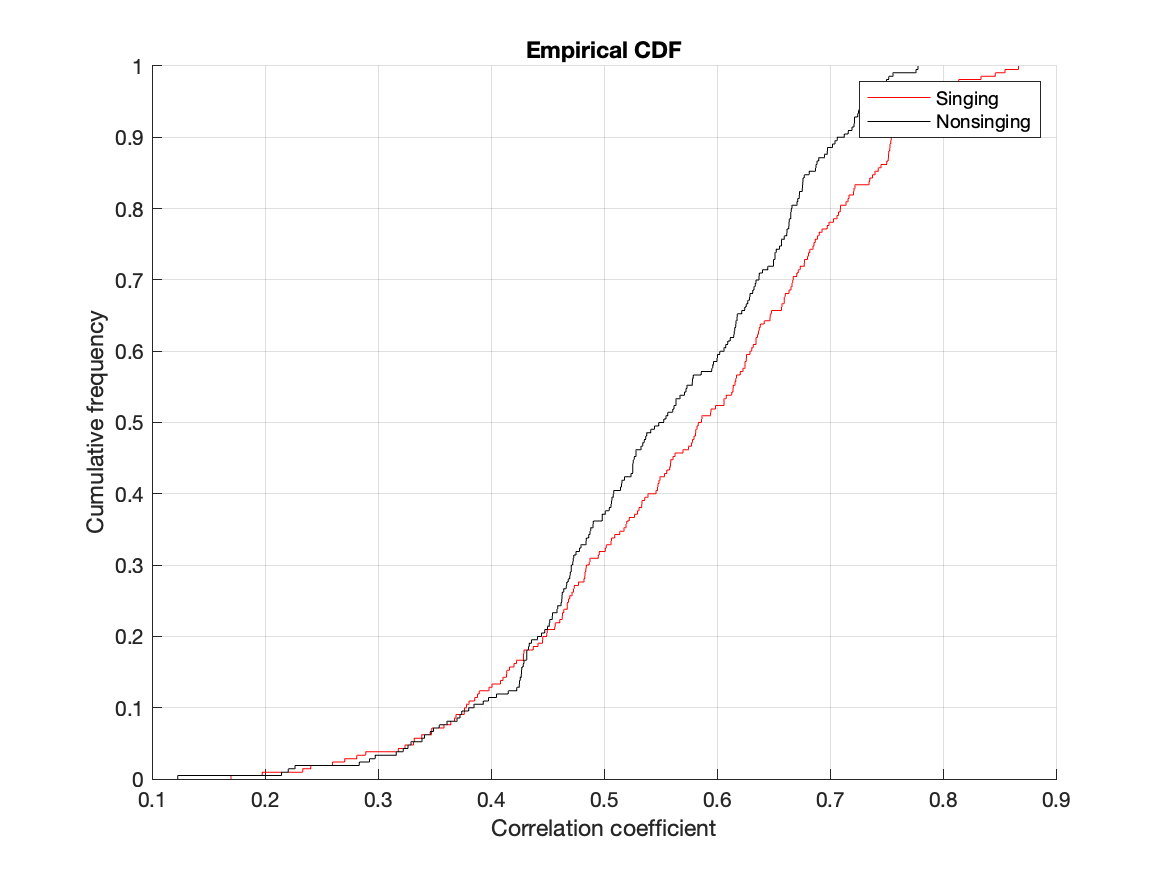 Empirical CDF
1
0.9
0.8
0.7
0.6
0.5
0.4
0.3
0.2
0.1
0
Cumulative frequency
Singing
Nonsinging
0.1 0.2 0.3 0.4 0.5 0.6 0.7 0.8 0.9
Correlation coefficient